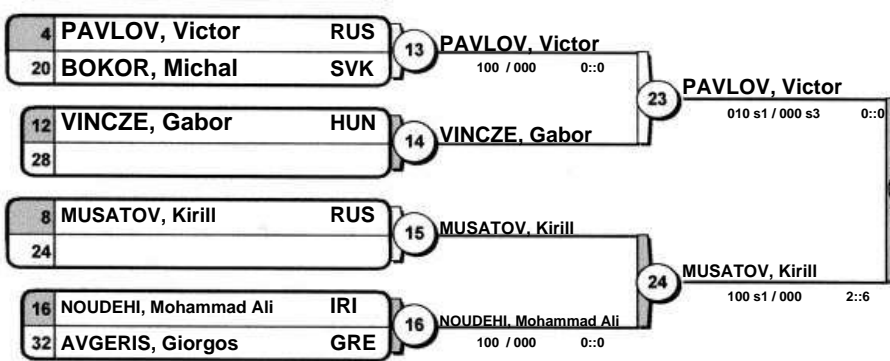 4 PAVLOV, Victor RUS
20 BOKOR, Michal SVK
13 PAVLOV, Victor
100 / 000 0::0
12 VINCZE, Gabor HUN
28
14 VINCZE, Gabor
23 PAVLOV, Victor
010 s1 / 000 s3 0::0
8 MUSATOV, Kirill RUS
24
15 MUSATOV, Kirill
16 NOUDEHI, Mohammad Ali IRI
32 AVGERIS, Giorgos GRE
16 NOUDEHI, Mohammad Ali
100 / 000 0::0
24 MUSATOV, Kirill
100 s1 / 000 2::6